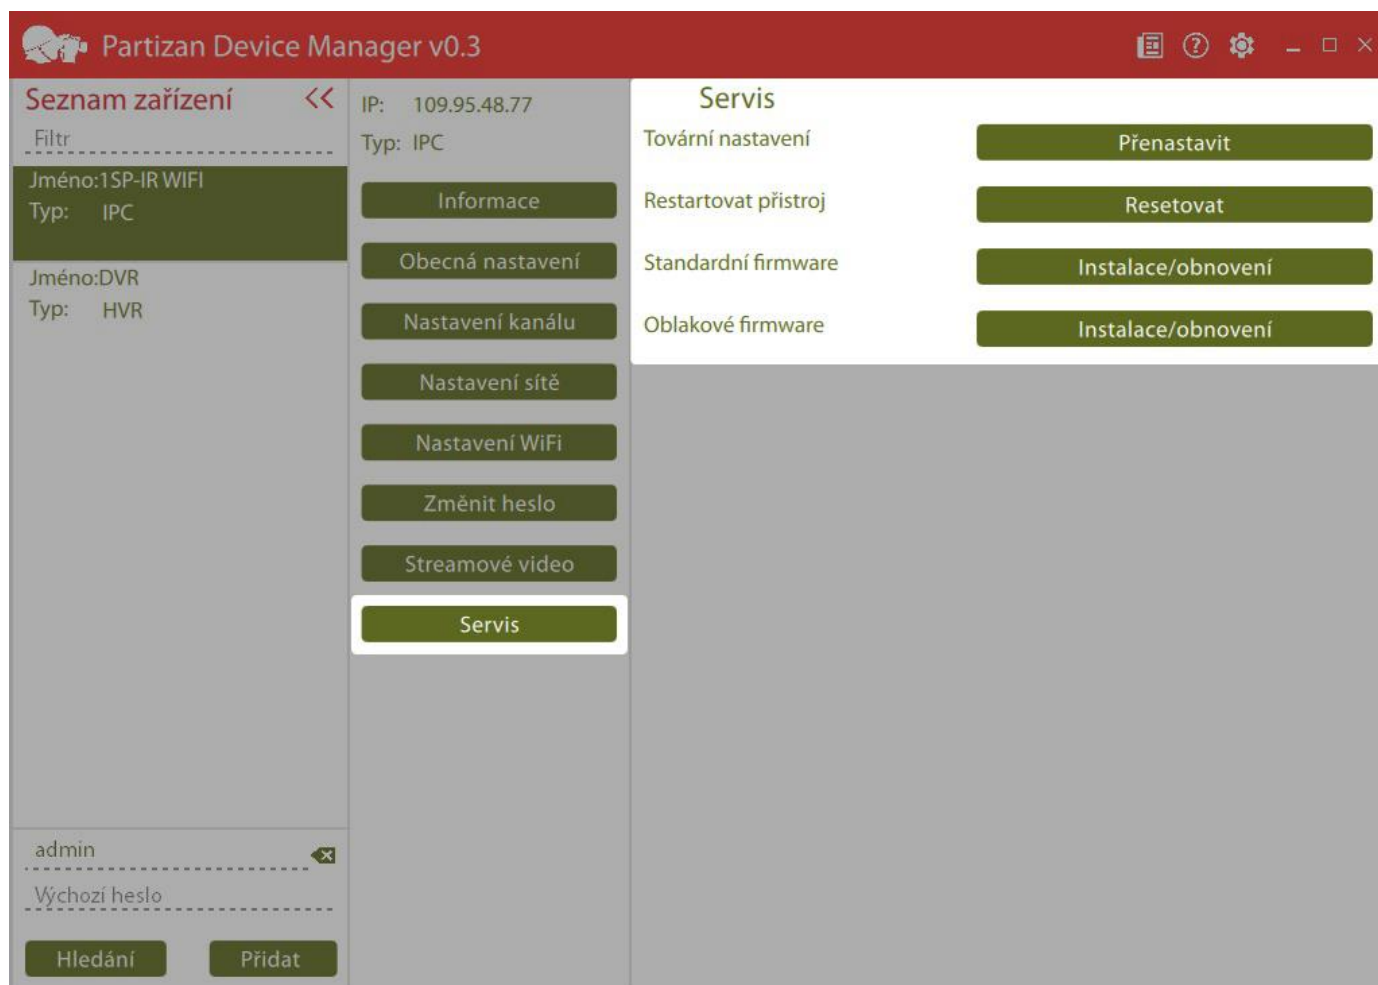 Partizan Device Manager v0.3
Seznam zařízení <<
Filtr
Jméno:1SP-IR WIFI
Typ: IPC
Jméno:DVR
Typ: HVR
admin
Výchozí heslo
Hledání Přidat
IP: 109.95.48.77
Typ: IPC
Informace
Obecná nastavení
Nastavení kanálu
Nastavení sítě
Nastavení WiFi
Změnit heslo
Streamové video
Servis
Servis
Tovární nastavení Přenastavit
Restartovat přistroj Resetovat
Standardní firmware Instalace/obnovení
Oblakové firmware Instalace/obnovení